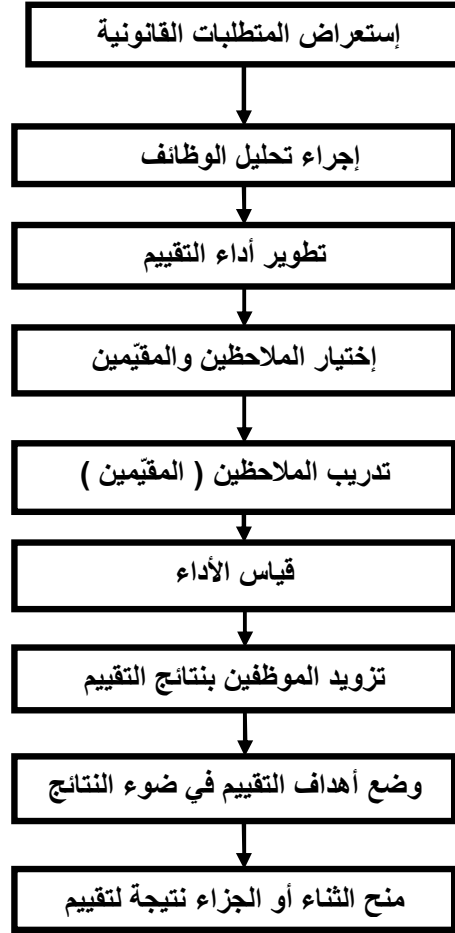 إستعراض المتطلبات القانونية
إجراء تحليل الوظائف
تطوير أداء التقييم
إختيار الملاحظين والمقيّمين
تدريب الملاحظين ( المقيّمين )
قياس الأداء
تزويد الموظفين بنتائج التقييم
وضع أهداف التقييم في ضوء النتائج
منح الثناء أو الجزاء نتيجة لتقييم